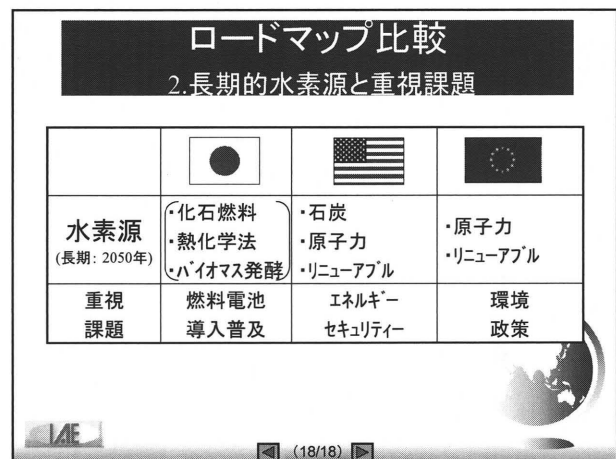 ロードマップ比較
2.長期的水素源と重視課題
水素源
(長期: 2050年)
・化石燃料
・熱化学法
・バイオマス発酵
・石炭
・原子力
・リニューアブル
・原子力
・リニューアブル
重視
課題
燃料電池
導入普及
エネルギー
セキュリティー
環境
政策
IAE
(18/18)